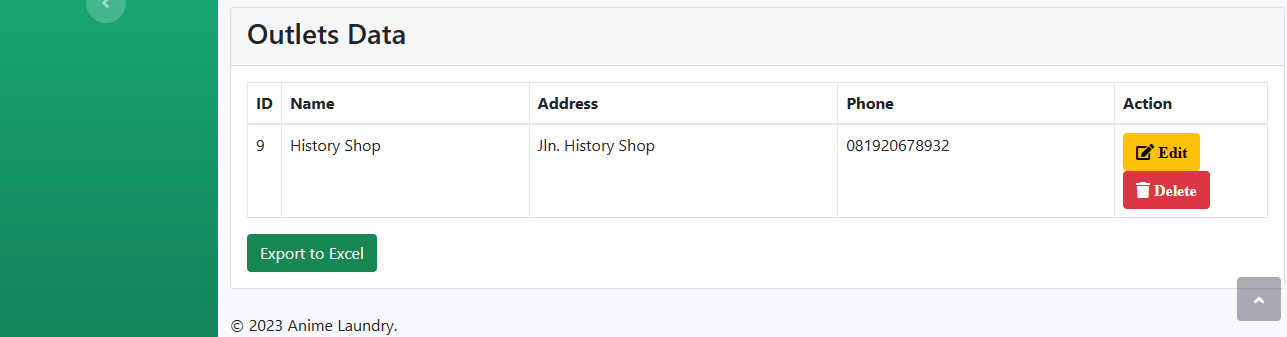 Outlets Data
ID Name Address Phone Action
9 History Shop Jln. History Shop 081920678932 Edit
Delete
Export to Excel
© 2023 Anime Laundry.